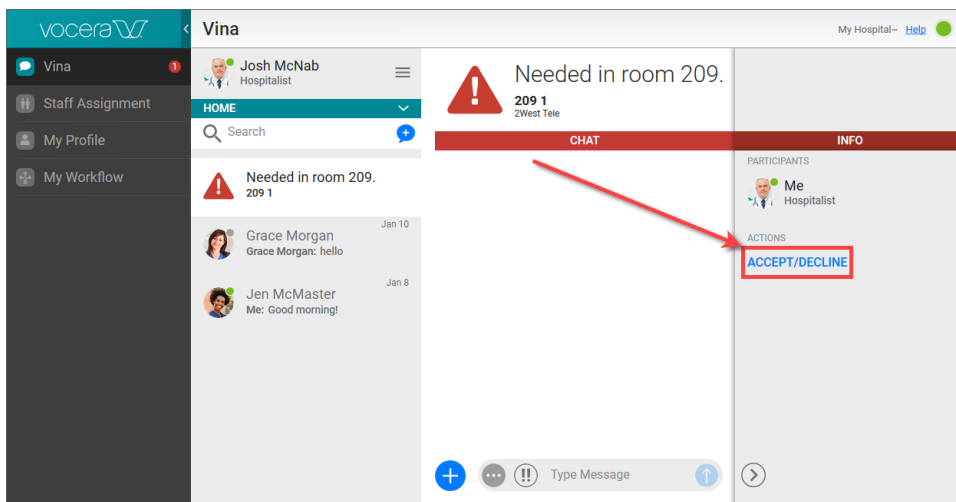 vocera
Vina
My Hospital~ Help
Vina
1
Staff Assignment
My Profile
My Workflow
Josh McNab
Hospitalist
HOME
Search
Needed in room 209.
209 1
Jan 10
Grace Morgan
Grace Morgan: hello
Jan 8
Jen McMaster
Me: Good morning!
Needed in room 209.
209 1
2West Tele
CHAT
Type Message
INFO
PARTICIPANTS
Me
Hospitalist
ACTIONS
ACCEPT/DECLINE